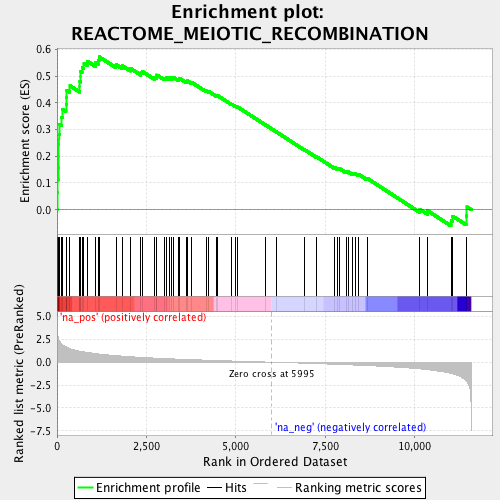 Enrichment plot:
REACTOME_MEIOTIC_RECOMBINATION
Enrichment score (ES)
0.6
0.5
0.4
0.3
0.2
0.1
0.0
'na_pos' (positively correlated)
Ranked list metric (PreRanked)
5.0
2.5
0.0
-2.5
-5.0
-7.5
Zero cross at 5995
'na_neg' (negatively correlated)
0
2,500
5,000
7,500
10,000
Rank in Ordered Dataset
Enrichment profile
Hits
Ranking metric scores